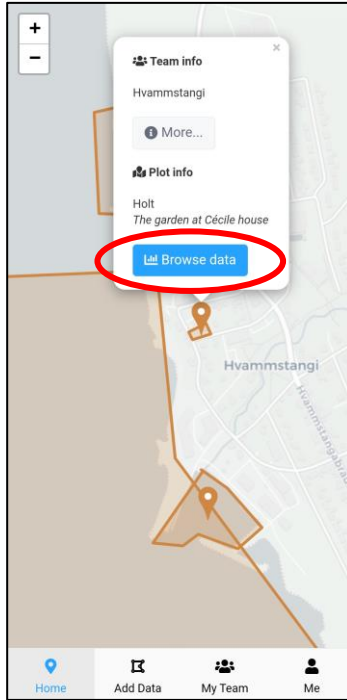 +
−
×
Team info
Hvammstangi
More...
Plot info
Holt
The garden at Cécile house
Browse data
Hvammstangi
Hvammstangabraut
Home
Add Data
My Team
Me